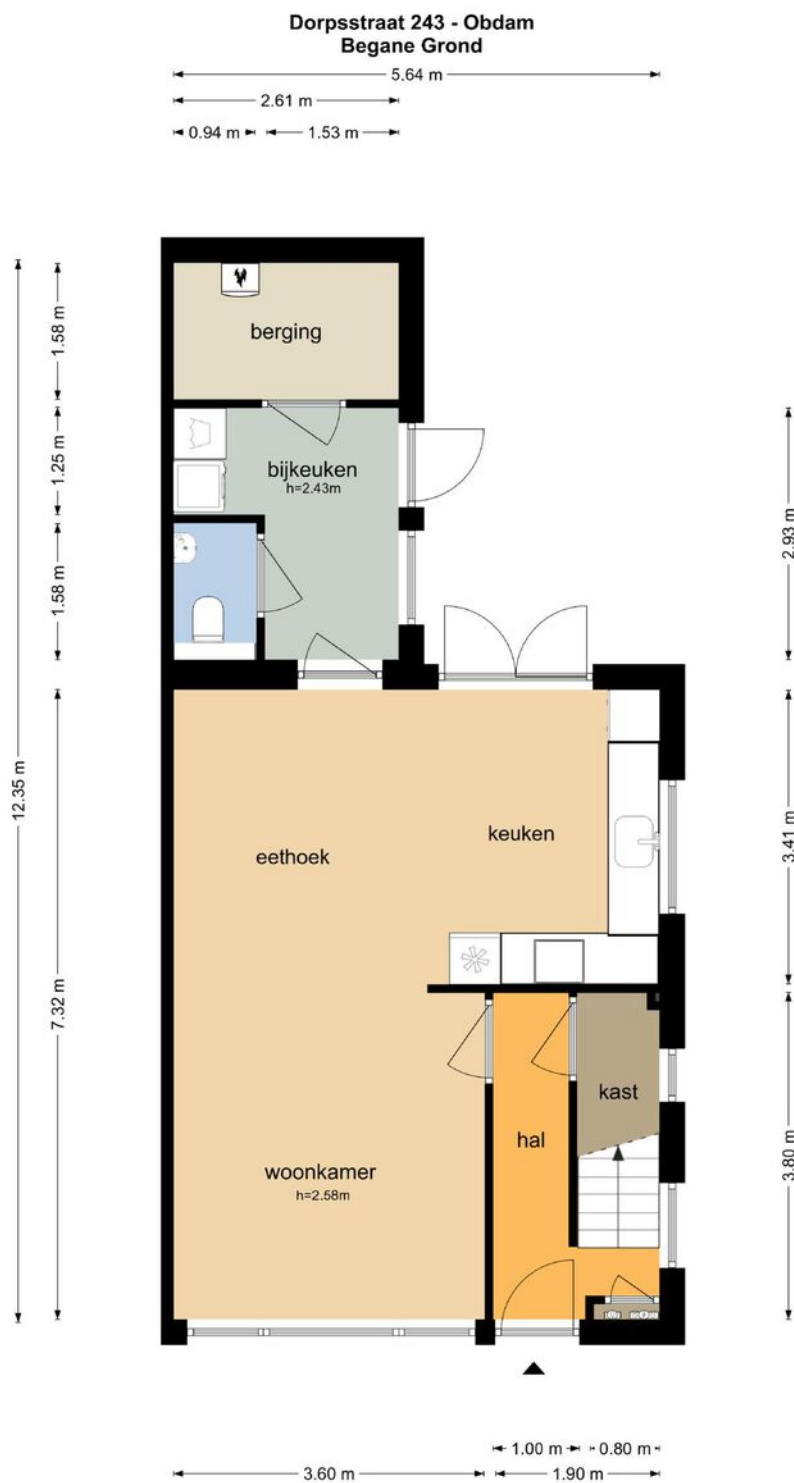 Dorpsstraat 243 - Obdam
Begane Grond
5.64 m
2.61 m
0.94 m
1.53 m
berging
bijkeuken
h=2.43m
eethoek
keuken
hal
kast
woonkamer
h=2.58m
12.35 m
1.58 m
1.25 m
1.58 m
7.32 m
2.93 m
3.41 m
3.80 m
1.00 m
0.80 m
3.60 m
1.90 m